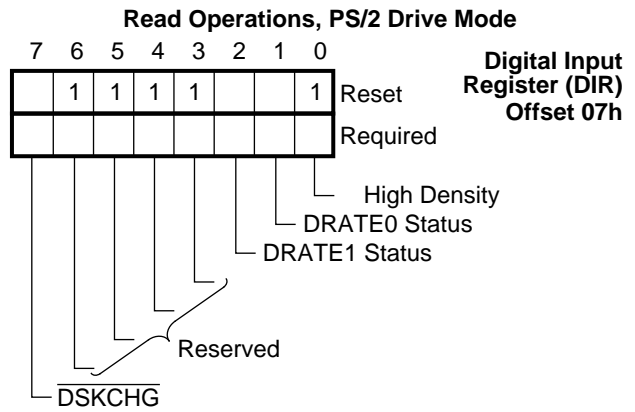 Read Operations, PS/2 Drive Mode
7 6 5 4 3 2 1 0
Digital Input
Register (DIR)
Offset 07h
1 1 1 1 1 Reset
Required
High Density
DRATE0 Status
DRATE1 Status
Reserved
DSKCHG